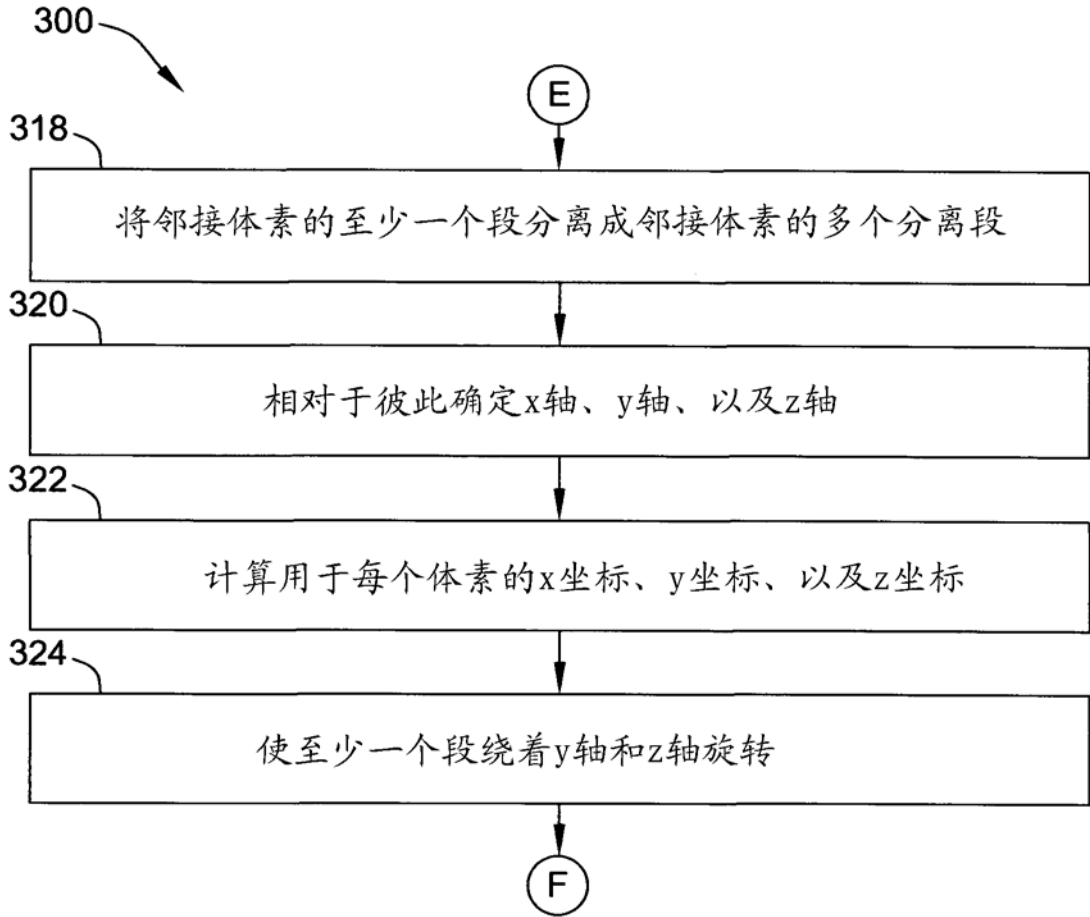 300
E
318
将邻接体素的至少一个段分离成邻接体素的多个分离段
320
相对于彼此确定x轴、y轴、以及z轴
322
计算用于每个体素的x坐标、y坐标、以及z坐标
324
使至少一个段绕着y轴和z轴旋转
F